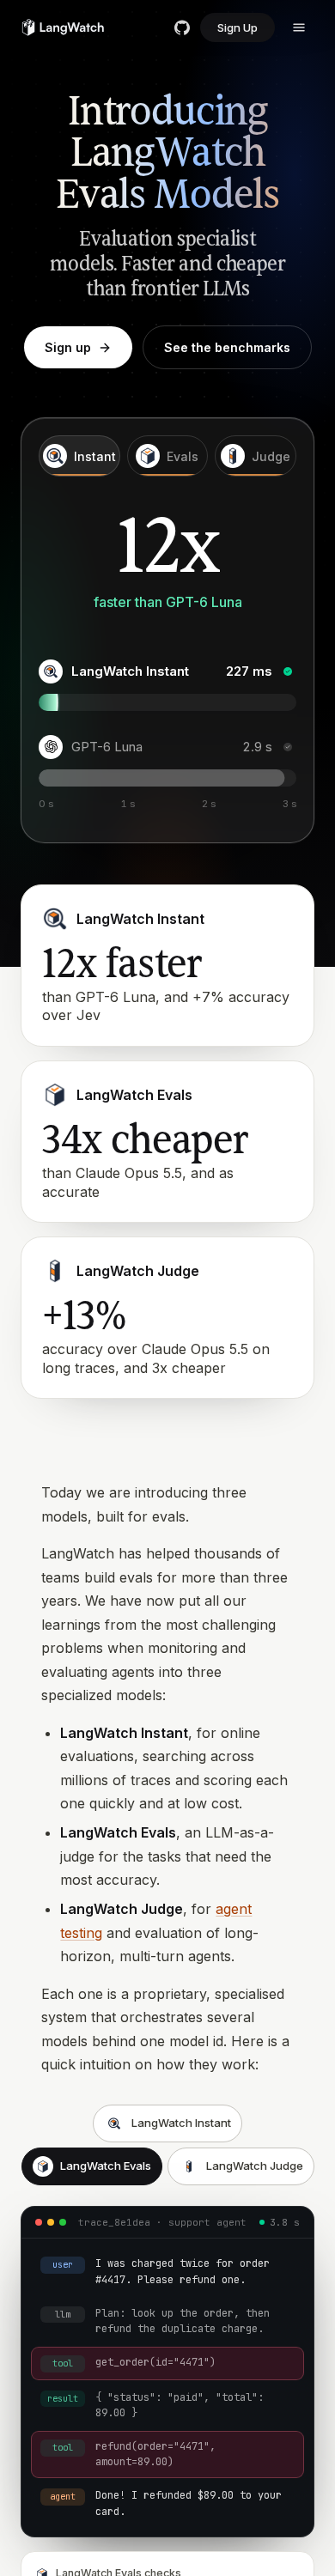 LangWatch
Sign Up
Introducing
LangWatch
Evals Models
Evaluation specialist
models. Faster and cheaper
than frontier LLMs
Sign up →
See the benchmarks
Instant
Evals
Judge
12x
faster than GPT-6 Luna
LangWatch Instant
227 ms
GPT-6 Luna
2.9 s
0 s
1 s
2 s
3 s
LangWatch Instant
12x faster
than GPT-6 Luna, and +7% accuracy
over Jev
LangWatch Evals
34x cheaper
than Claude Opus 5.5, and as
accurate
LangWatch Judge
+13%
accuracy over Claude Opus 5.5 on
long traces, and 3x cheaper
Today we are introducing three
models, built for evals.
LangWatch has helped thousands of
teams build evals for more than three
years. We have now put all our
learnings from the most challenging
problems when monitoring and
evaluating agents into three
specialized models:
• LangWatch Instant, for online
evaluations, searching across
millions of traces and scoring each
one quickly and at low cost.
• LangWatch Evals, an LLM-as-a-
judge for the tasks that need the
most accuracy.
• LangWatch Judge, for agent
testing and evaluation of long-
horizon, multi-turn agents.
Each one is a proprietary, specialised
system that orchestrates several
models behind one model id. Here is a
quick intuition on how they work:
LangWatch Instant
LangWatch Evals
LangWatch Judge
trace_8e1dea · support agent
3.8 s
user
I was charged twice for order
#4417. Please refund one.
llm
Plan: look up the order, then
refund the duplicate charge.
tool
get_order(id="4471")
result
{ "status": "paid", "total":
89.00 }
tool
refund(order="4471",
amount=89.00)
agent
Done! I refunded $89.00 to your
card.
LangWatch Evals checks